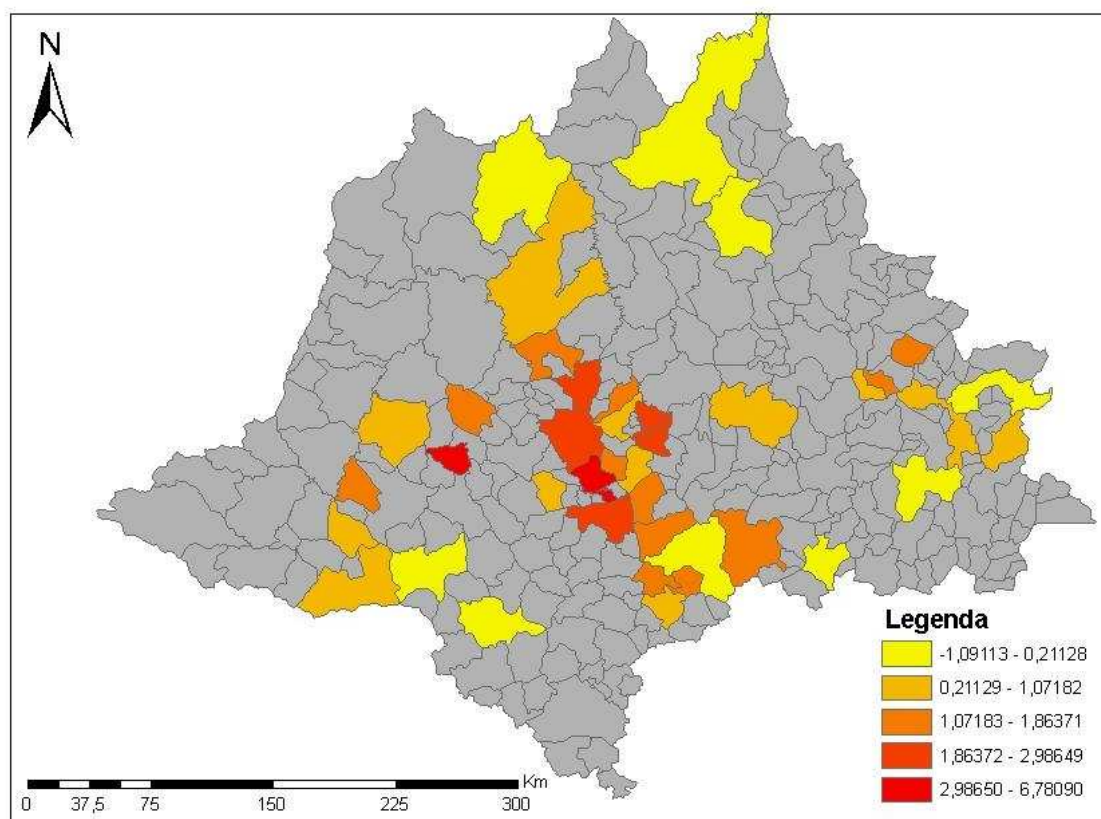 N
Legenda
-1,09113 - 0,21128
0,21129 - 1,07182
1,07183 - 1,86371
1,86372 - 2,98649
2,98650 - 6,78090
Km
0 37,5 75 150 225 300